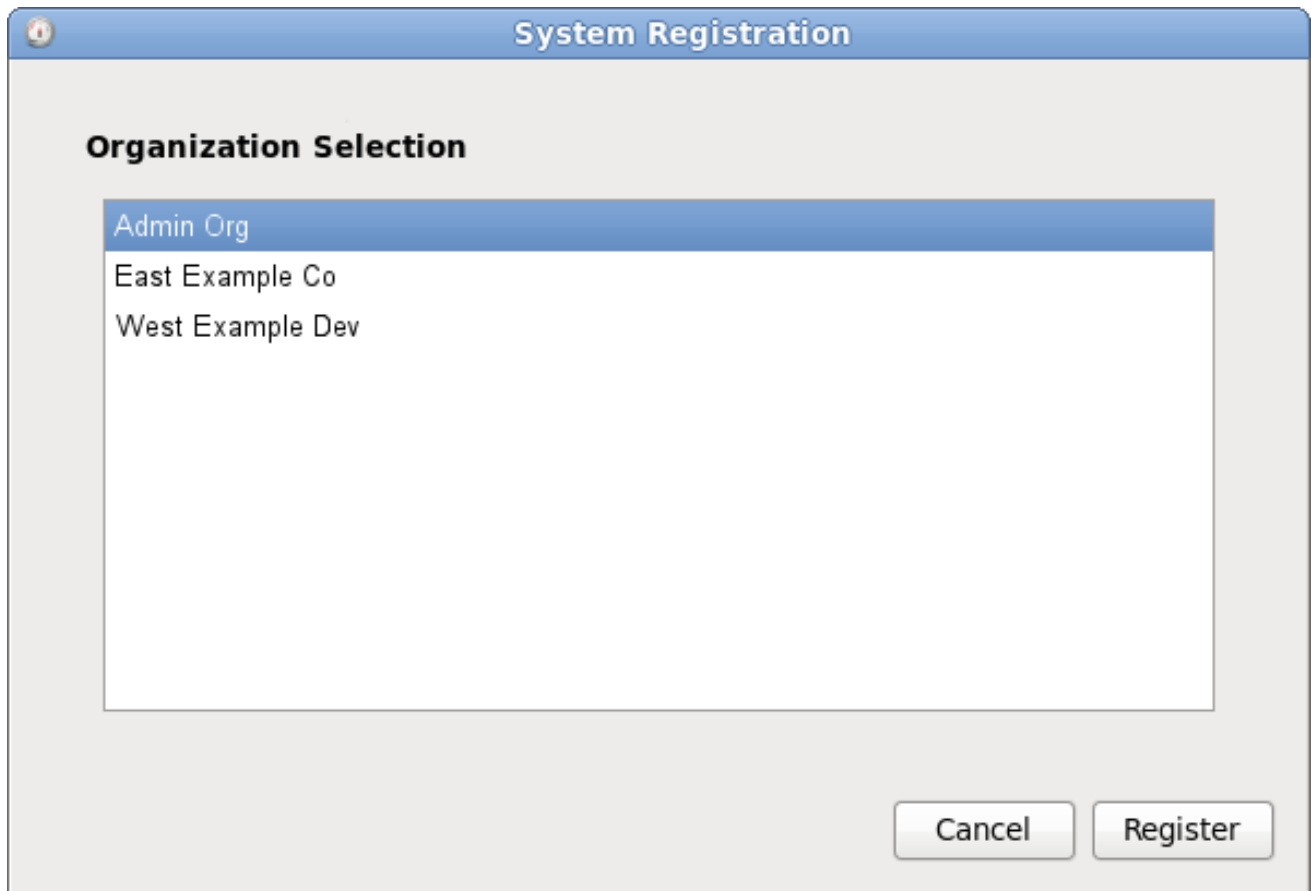 System Registration
Organization Selection
Admin Org
East Example Co
West Example Dev
Cancel Register